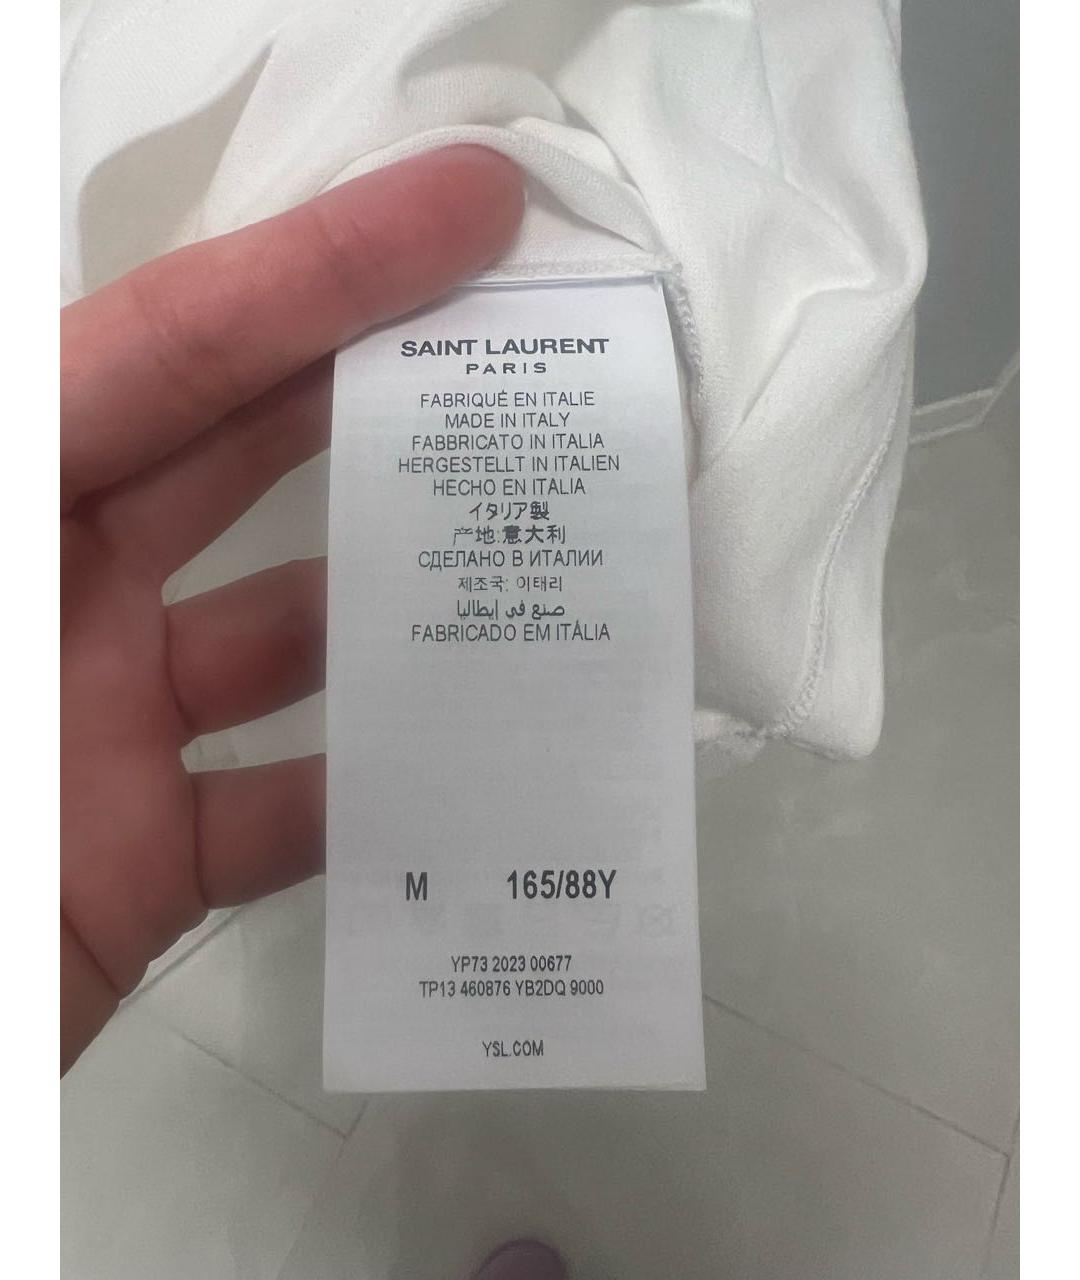 SAINT LAURENT
PARIS
FABRIQUÉ EN ITALIE
MADE IN ITALY
FABBRICATO IN ITALIA
HERGESTELLT IN ITALIEN
HECHO EN ITALIA
イタリア製
产地:意大利
СДЕЛАНО В ИТАЛИИ
제조국: 이태리
صنع في إيطاليا
FABRICADO EM ITÁLIA
M 165/88Y
YP73 2023 00677
TP13 460876 YB2DQ 9000
YSL.COM